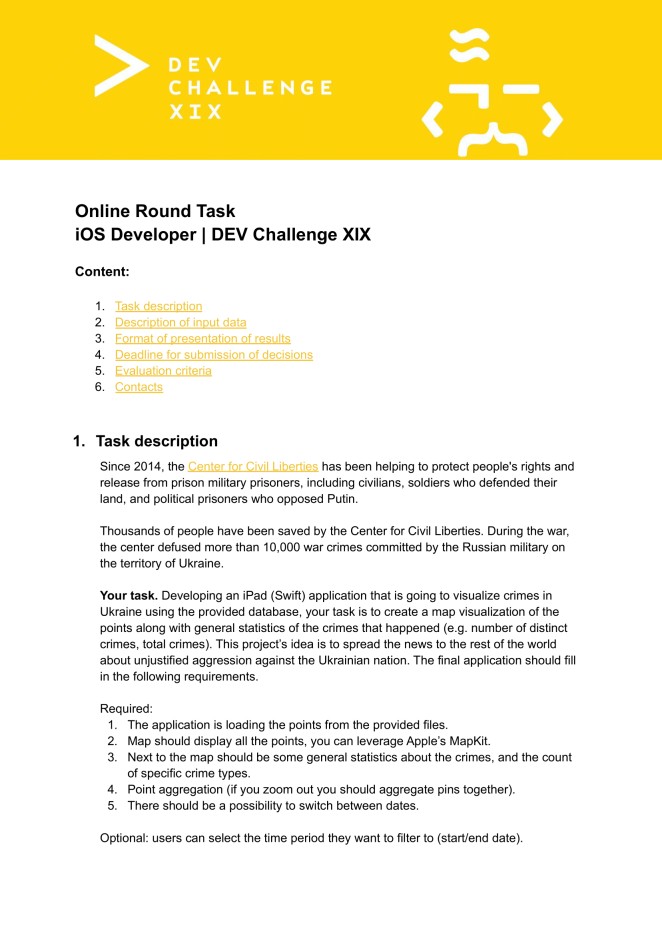 DEV
CHALLENGE
XIX
Online Round Task
iOS Developer | DEV Challenge XIX
Content:
1. Task description
2. Description of input data
3. Format of presentation of results
4. Deadline for submission of decisions
5. Evaluation criteria
6. Contacts
1. Task description
Since 2014, the Center for Civil Liberties has been helping to protect people's rights and
release from prison military prisoners, including civilians, soldiers who defended their
land, and political prisoners who opposed Putin.
Thousands of people have been saved by the Center for Civil Liberties. During the war,
the center defused more than 10,000 war crimes committed by the Russian military on
the territory of Ukraine.
Your task. Developing an iPad (Swift) application that is going to visualize crimes in
Ukraine using the provided database, your task is to create a map visualization of the
points along with general statistics of the crimes that happened (e.g. number of distinct
crimes, total crimes). This project’s idea is to spread the news to the rest of the world
about unjustified aggression against the Ukrainian nation. The final application should fill
in the following requirements.
Required:
1. The application is loading the points from the provided files.
2. Map should display all the points, you can leverage Apple’s MapKit.
3. Next to the map should be some general statistics about the crimes, and the count
of specific crime types.
4. Point aggregation (if you zoom out you should aggregate pins together).
5. There should be a possibility to switch between dates.
Optional: users can select the time period they want to filter to (start/end date).